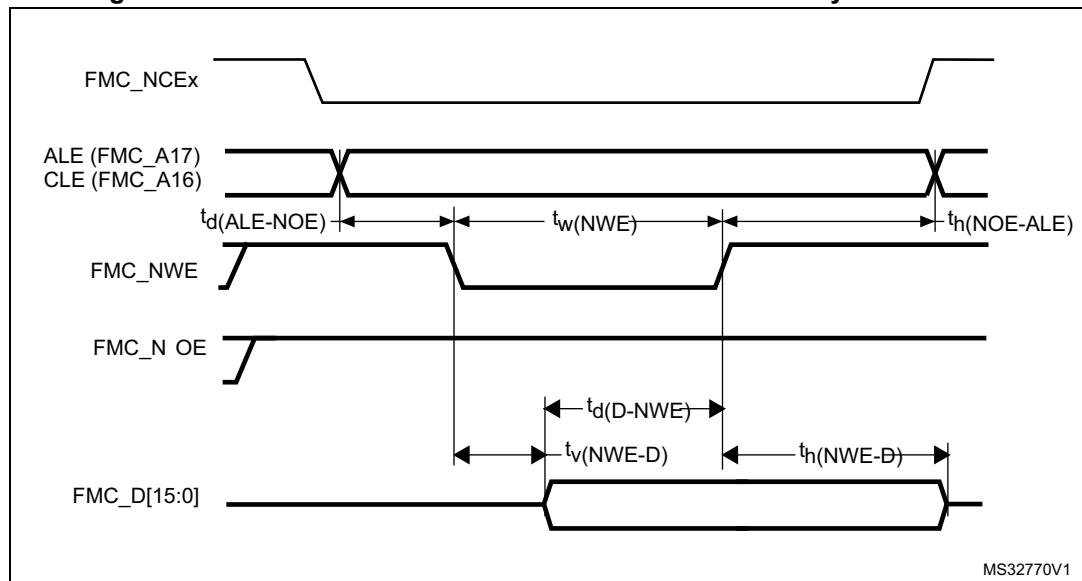 FMC_NCEx
ALE (FMC_A17)
CLE (FMC_A16)
td(ALE-NOE) tw(NWE) th(NOE-ALE)
FMC_NWE
FMC_N OE
td(D-NWE)
tv(NWE-D) th(NWE-D)
FMC_D[15:0]
MS32770V1